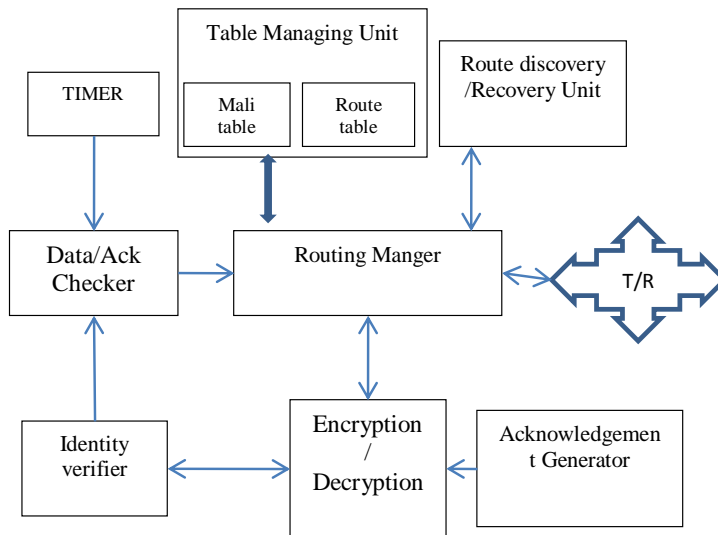 Table Managing Unit
Mali
table
Route
table
Route discovery
/Recovery Unit
TIMER
Data/Ack
Checker
Routing Manger
T/R
Identity
verifier
Encryption
/
Decryption
Acknowledgemen
t Generator